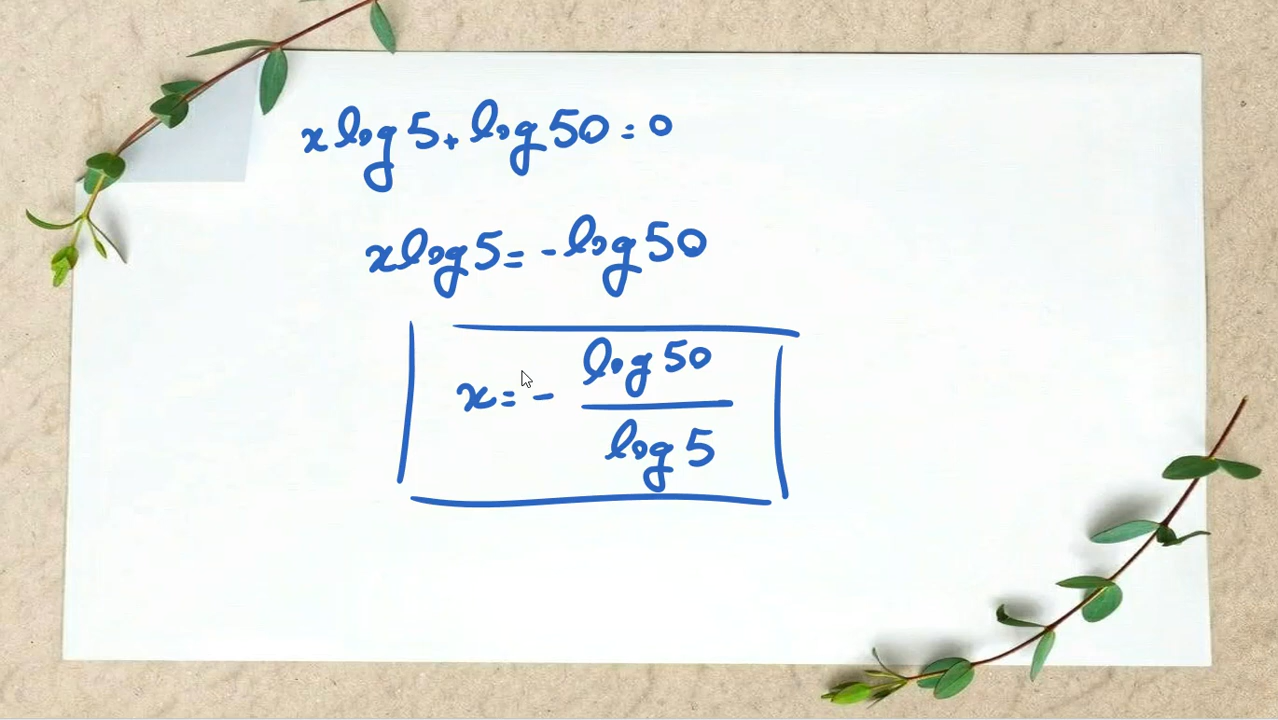 x log 5 + log 50 = 0
x log 5 = - log 50
x = - log 50 / log 5